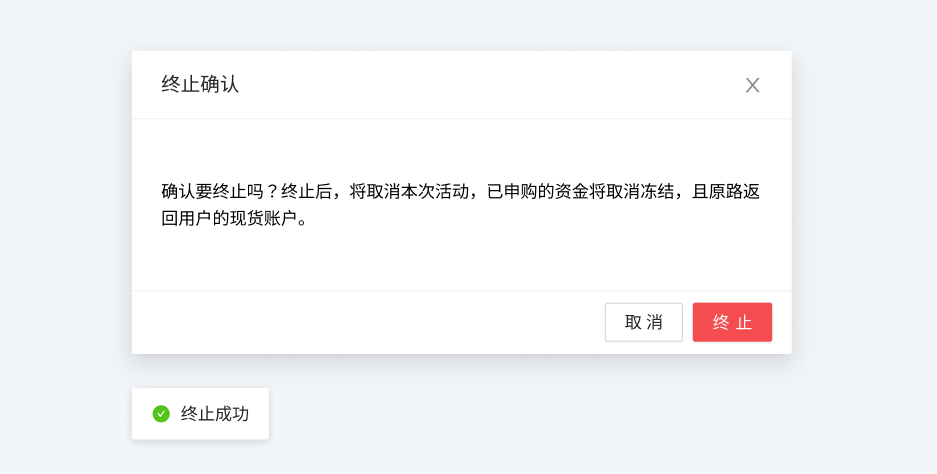 终止确认
确认要终止吗？终止后，将取消本次活动，已申购的资金将取消冻结，且原路返
回用户的现货账户。
取 消
终 止
终止成功